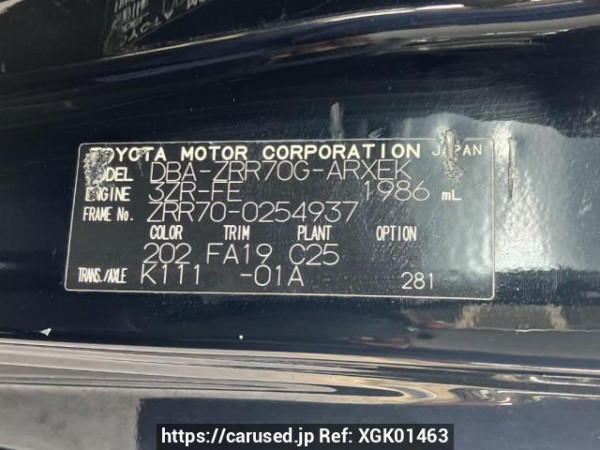 TOYOTA MOTOR CORPORATION JAPAN
MODEL DBA-ZRR70G-ARXEK
ENGINE 3ZR-FE 1986 mL
FRAME No. ZRR70-0254937
COLOR TRIM PLANT OPTION
202 FA19 C25
TRANS./AXLE K111 -01A 281
https://carused.jp Ref: XGK01463